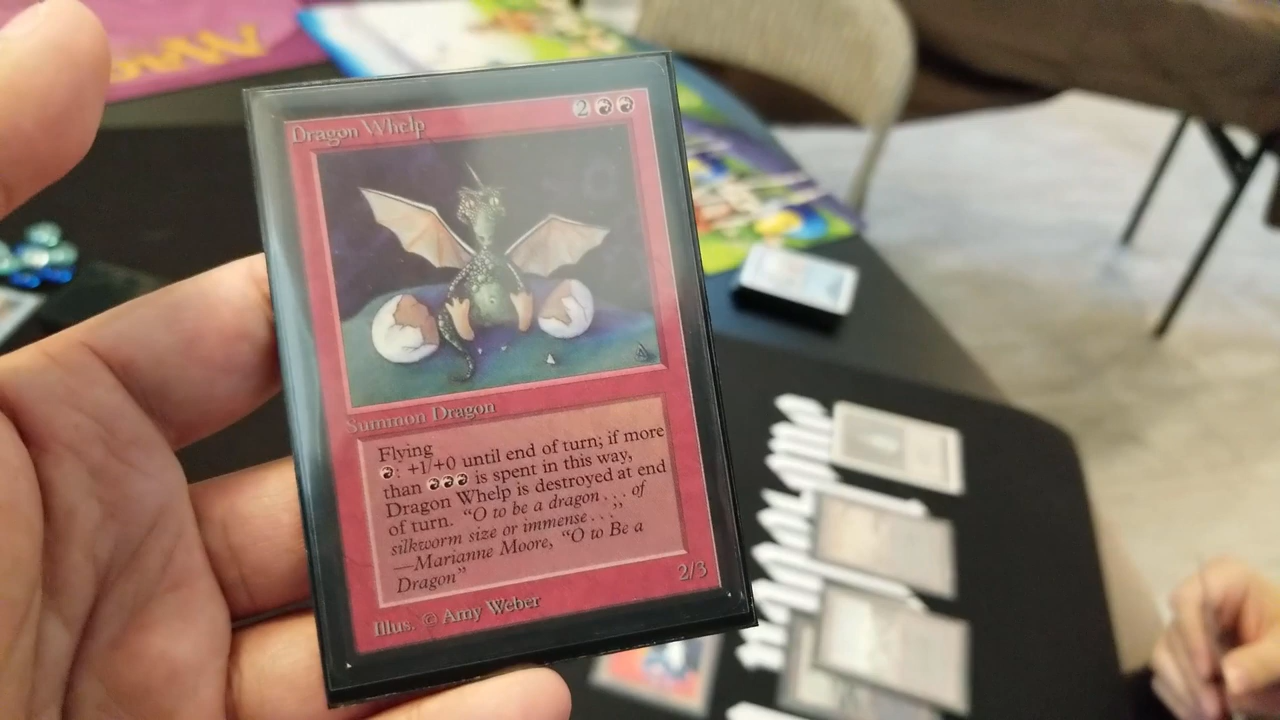 Dragon Whelp
2
Summon Dragon
Flying
: +1/+0 until end of turn; if more
than is spent in this way,
Dragon Whelp is destroyed at end
of turn. “O to be a dragon . . . of
silkworm size or immense . . .”
—Marianne Moore, “O to Be a
Dragon”
2/3
Illus. © Amy Weber